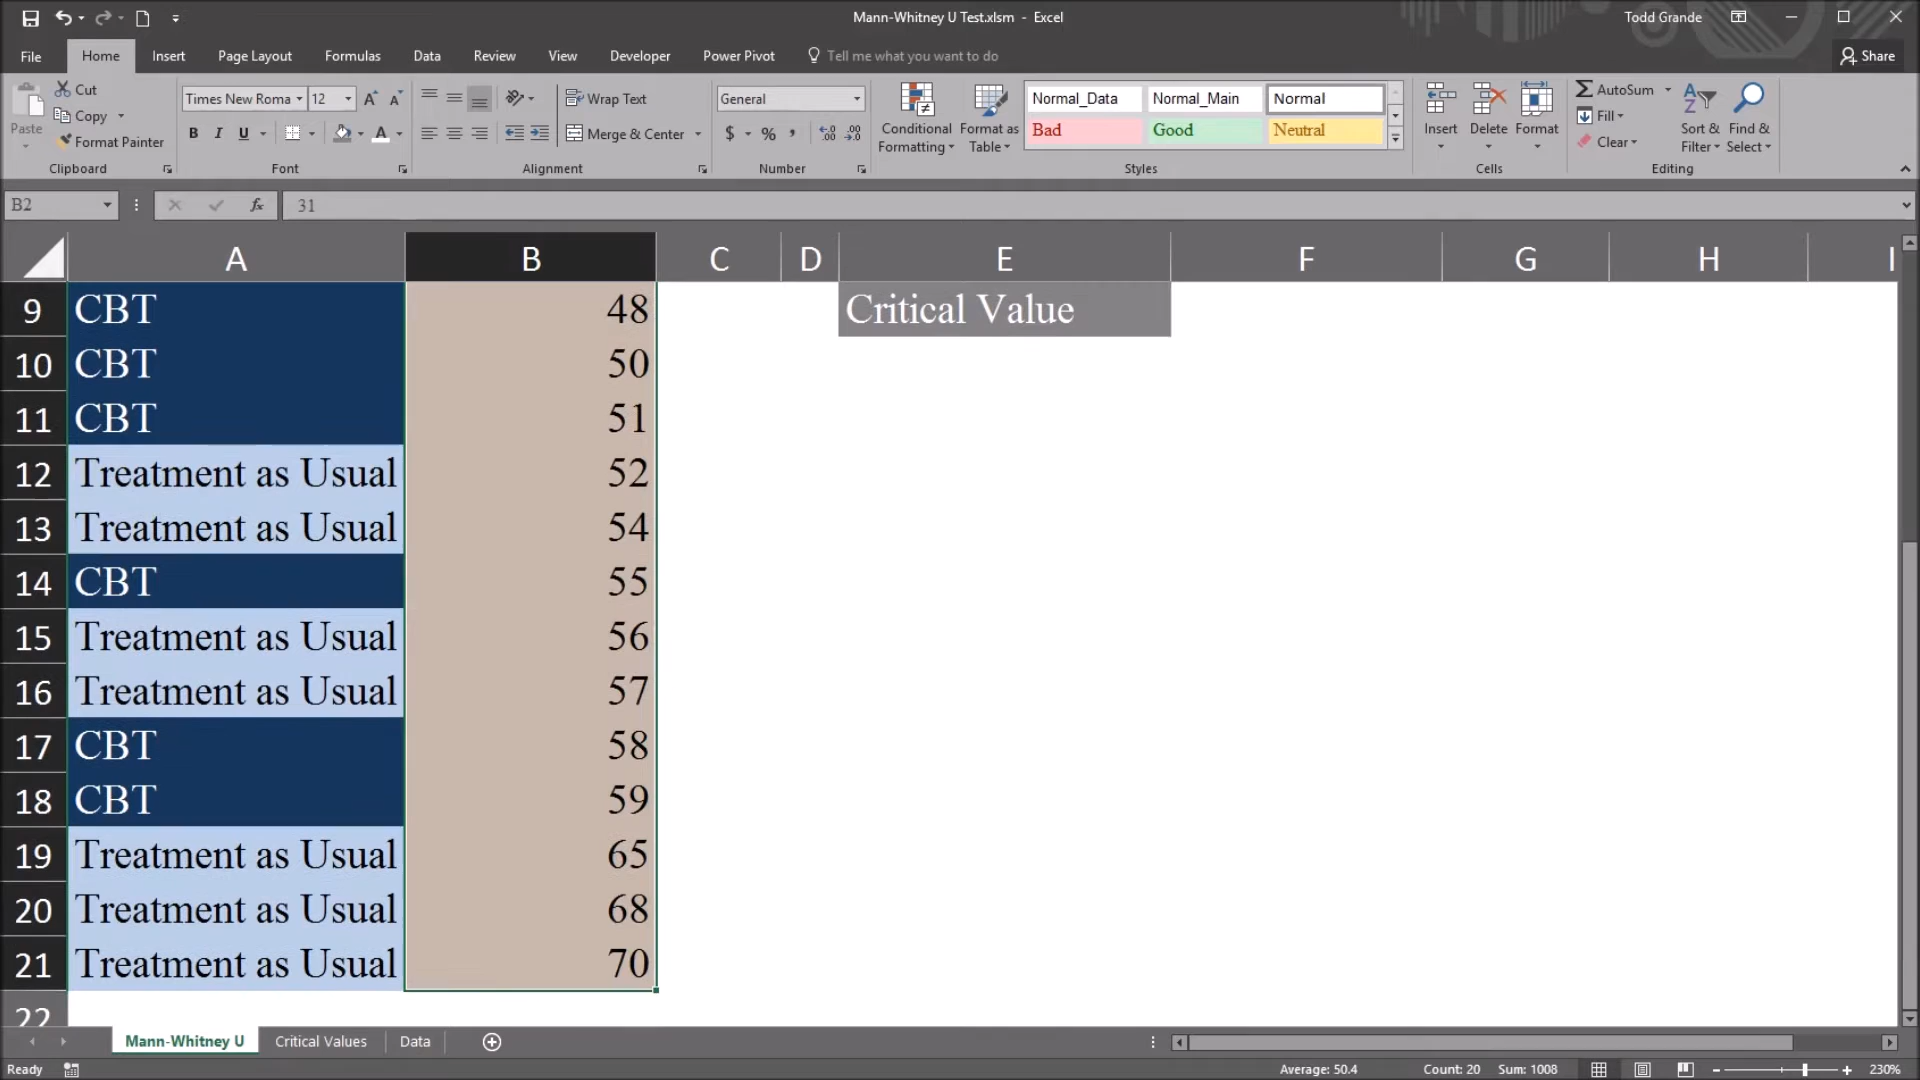 Mann-Whitney U Test.xlsm - Excel
Todd Grande
File Home Insert Page Layout Formulas Data Review View Developer Power Pivot Tell me what you want to do Share
Paste
Cut
Copy
Format Painter
Clipboard
Times New Roma 12
B I U A
Font
Wrap Text
Merge & Center
Alignment
General
$ % ,
Number
Conditional Formatting
Format as Table
Normal_Data Normal_Main Normal
Bad Good Neutral
Styles
Insert Delete Format
Cells
AutoSum
Fill
Clear
Sort & Filter
Find & Select
Editing
B2 fx 31
A B C D E F G H I
9 CBT 48 Critical Value
10 CBT 50
11 CBT 51
12 Treatment as Usual 52
13 Treatment as Usual 54
14 CBT 55
15 Treatment as Usual 56
16 Treatment as Usual 57
17 CBT 58
18 CBT 59
19 Treatment as Usual 65
20 Treatment as Usual 68
21 Treatment as Usual 70
22
Mann-Whitney U Critical Values Data
Ready Average: 50.4 Count: 20 Sum: 1008 230%